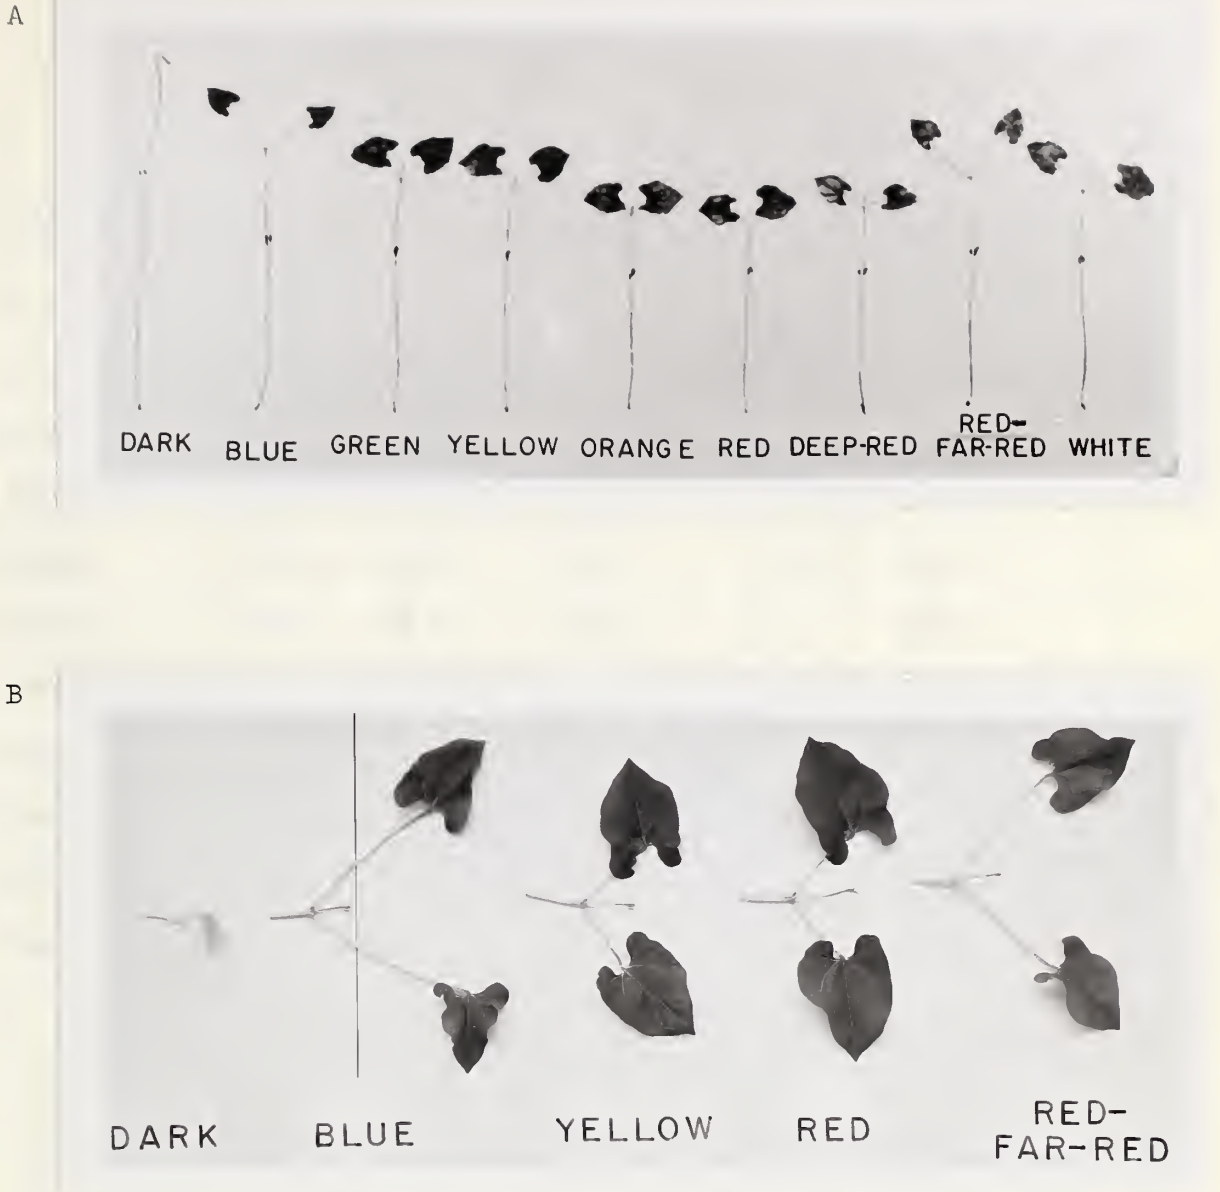 A
DARK BLUE GREEN YELLOW ORANGE RED DEEP-RED RED-
FAR-RED WHITE
B
DARK BLUE YELLOW RED RED-
FAR-RED